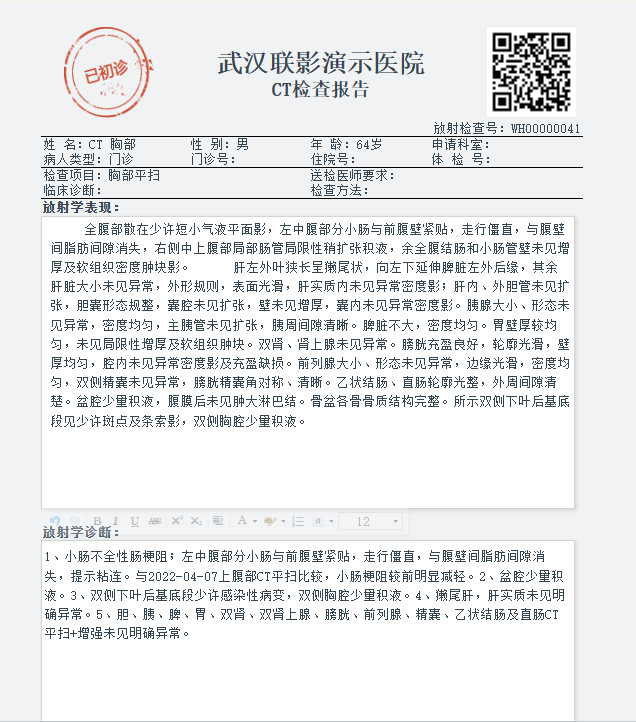 已初诊
武汉联影演示医院
CT检查报告
放射检查号：WH00000041
姓 名：CT 胸部 性 别：男 年 龄：64岁 申请科室：
病人类型：门诊 门诊号： 住院号： 体 检 号：
检查项目：胸部平扫 送检医师要求：
临床诊断： 检查方法：
放射学表现：
全腹部散在少许短小气液平面影，左中腹部分小肠与前腹壁紧贴，走行僵直，与腹壁
间脂肪间隙消失，右侧中上腹部局部肠管局限性稍扩张积液，余全腹结肠和小肠管壁未见增
厚及软组织密度肿块影。 肝左外叶狭长呈獭尾状，向左下延伸脾脏左外后缘，其余
肝脏大小未见异常，外形规则，表面光滑，肝实质内未见异常密度影；肝内、外胆管未见扩
张，胆囊形态规整，囊腔未见扩张，壁未见增厚，囊内未见异常密度影。胰腺大小、形态未
见异常，密度均匀，主胰管未见扩张，胰周间隙清晰。脾脏不大，密度均匀。胃壁厚较均
匀，未见局限性增厚及软组织肿块。双肾、肾上腺未见异常。膀胱充盈良好，轮廓光滑，壁
厚均匀，腔内未见异常密度影及充盈缺损。前列腺大小、形态未见异常，边缘光滑，密度均
匀，双侧精囊未见异常，膀胱精囊角对称、清晰。乙状结肠、直肠轮廓光整，外周间隙清
楚。盆腔少量积液，腹膜后未见肿大淋巴结。骨盆各骨骨质结构完整。所示双侧下叶后基底
段见少许斑点及条索影，双侧胸腔少量积液。
B I U ABC X² X₂ A a 12
放射学诊断：
1、小肠不全性肠梗阻；左中腹部分小肠与前腹壁紧贴，走行僵直，与腹壁间脂肪间隙消
失，提示粘连。与2022-04-07上腹部CT平扫比较，小肠梗阻较前明显减轻。2、盆腔少量积
液。3、双侧下叶后基底段少许感染性病变，双侧胸腔少量积液。4、獭尾肝，肝实质未见明
确异常。5、胆、胰、脾、胃、双肾、双肾上腺、膀胱、前列腺、精囊、乙状结肠及直肠CT
平扫+增强未见明确异常。